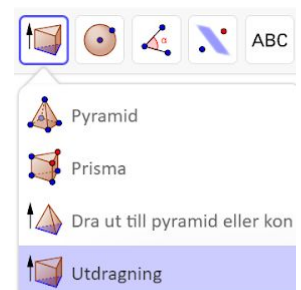 α
ABC
Pyramid
Prisma
Dra ut till pyramid eller kon
Utdragning